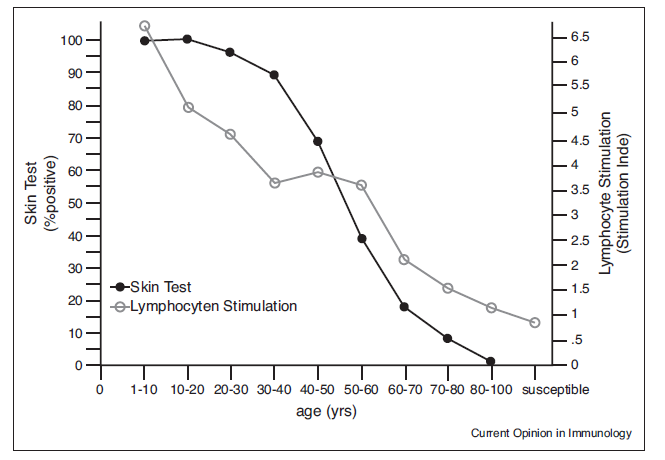 100
90
80
70
60
50
40
30
20
10
0
Skin Test
(%positive)
6.5
6
5.5
5
4.5
4
3.5
3
2.5
2
1.5
1
.5
0
Lymphocyte Stimulation
(Stimulation Inde)
Skin Test
Lymphocyten Stimulation
0 1-10 10-20 20-30 30-40 40-50 50-60 60-70 70-80 80-100 susceptible
age (yrs)
Current Opinion in Immunology